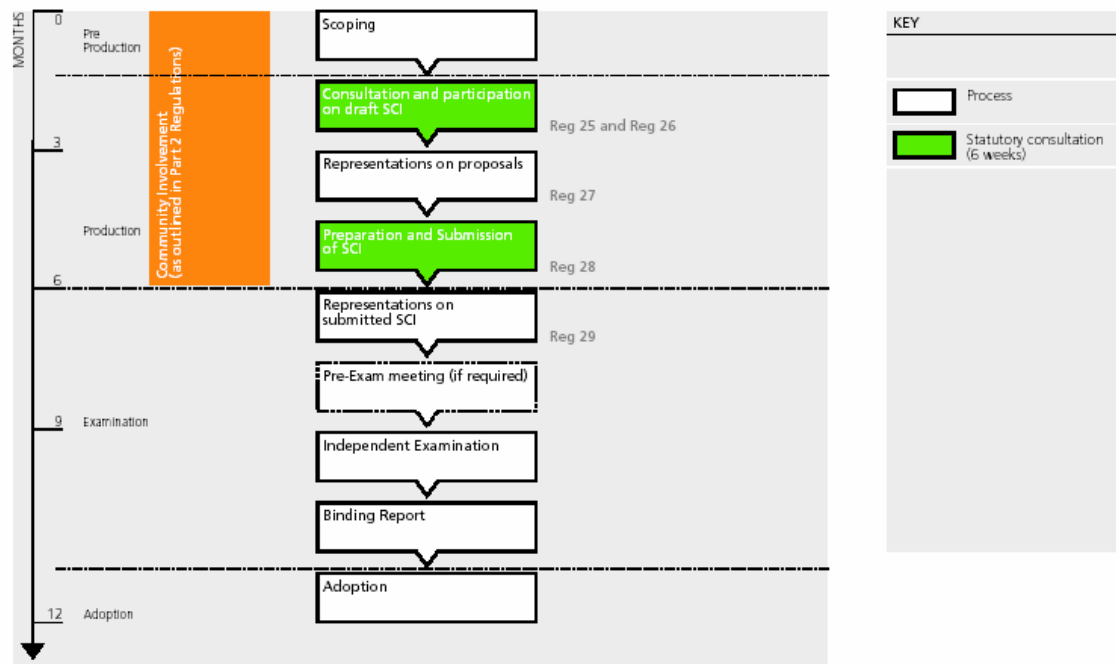 MONTHS
0
Pre
Production
Community Involvement
(as outlined in Part 2 Regulations)
Scoping
Consultation and participation
on draft SCI
Reg 25 and Reg 26
3
Representations on proposals
Reg 27
Production
Preparation and Submission
of SCI
Reg 28
6
Representations on
submitted SCI
Reg 29
Pre-Exam meeting (if required)
9
Examination
Independent Examination
Binding Report
Adoption
12
Adoption
KEY
Process
Statutory consultation
(6 weeks)